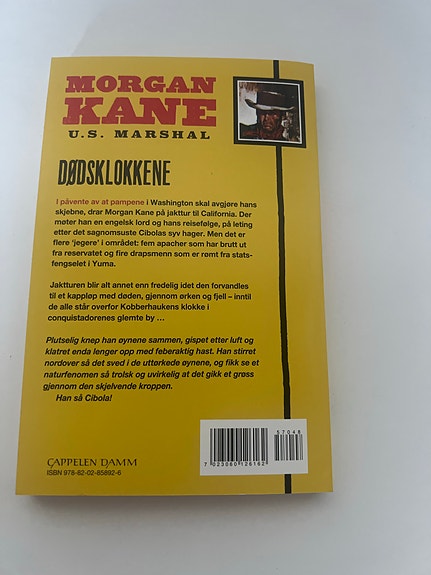 MORGAN
KANE
U.S. MARSHAL
DØDSKLOKKENE
I påvente av at pampene i Washington skal avgjøre hans
skjebne, drar Morgan Kane på jakttur til California. Der
møter han en engelsk lord og hans reisefølge, på leting
etter det sagnomsuste Cibolas syv hager. Men det er
flere 'jegere' i området: fem apacher som har brutt ut
fra reservatet og fire drapsmenn som er rømt fra stats-
fengselet i Yuma.
Jaktturen blir alt annet enn fredelig idet den forvandles
til et kappløp med døden, gjennom ørken og fjell – inntil
de alle står overfor Kobberhaukens klokke i
conquistadorenes glemte by ...
Plutselig knep han øynene sammen, gispet etter luft og
klatret enda lenger opp med feberaktig hast. Han stirret
nordover så det sved i de uttørkede øynene, og fikk se et
naturfenomen så trolsk og uvirkelig at det gikk et grøss
gjennom den skjelvende kroppen.
Han så Cibola!
57048
7 023060 126162
CAPPELEN DAMM
ISBN 978-82-02-85892-6